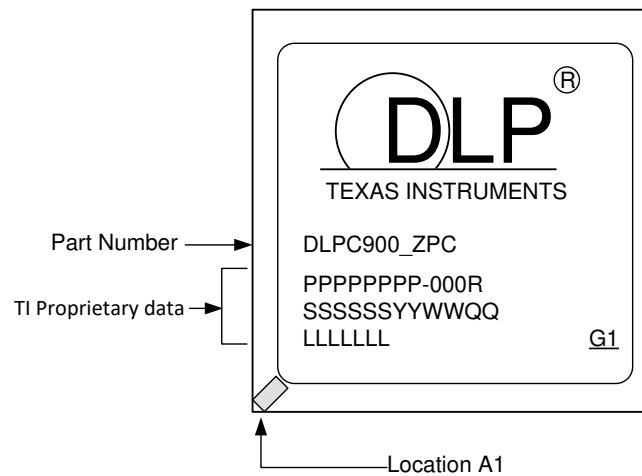 DLP®
TEXAS INSTRUMENTS
Part Number
DLPC900_ZPC
TI Proprietary data
PPPPPPPP-000R
SSSSSSYYWWQQ
LLLLLLL
G1
Location A1